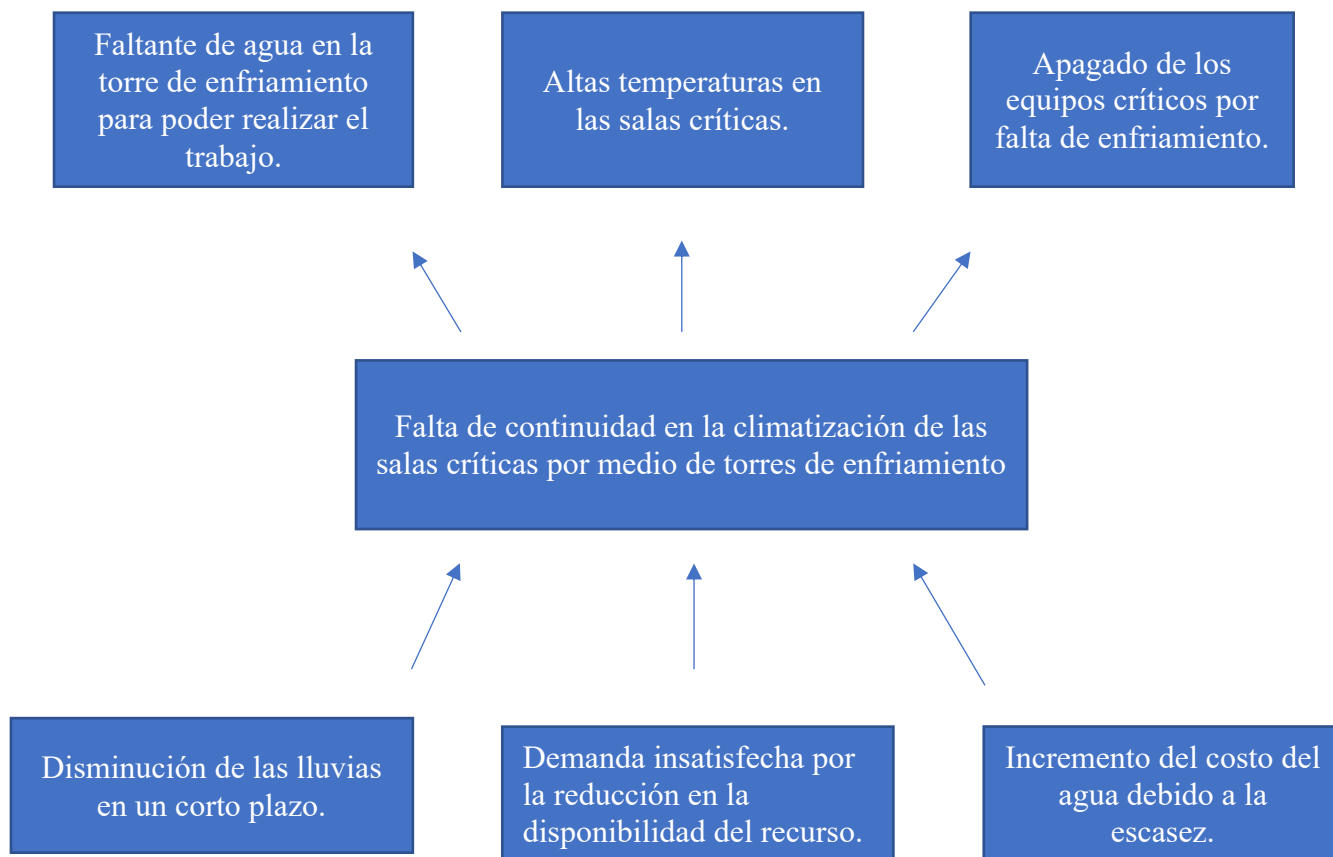 Faltante de agua en la
torre de enfriamiento
para poder realizar el
trabajo.
Altas temperaturas en
las salas críticas.
Apagado de los
equipos críticos por
falta de enfriamiento.
Falta de continuidad en la climatización de las
salas críticas por medio de torres de enfriamiento
Disminución de las lluvias
en un corto plazo.
Demanda insatisfecha por
la reducción en la
disponibilidad del recurso.
Incremento del costo del
agua debido a la
escasez.